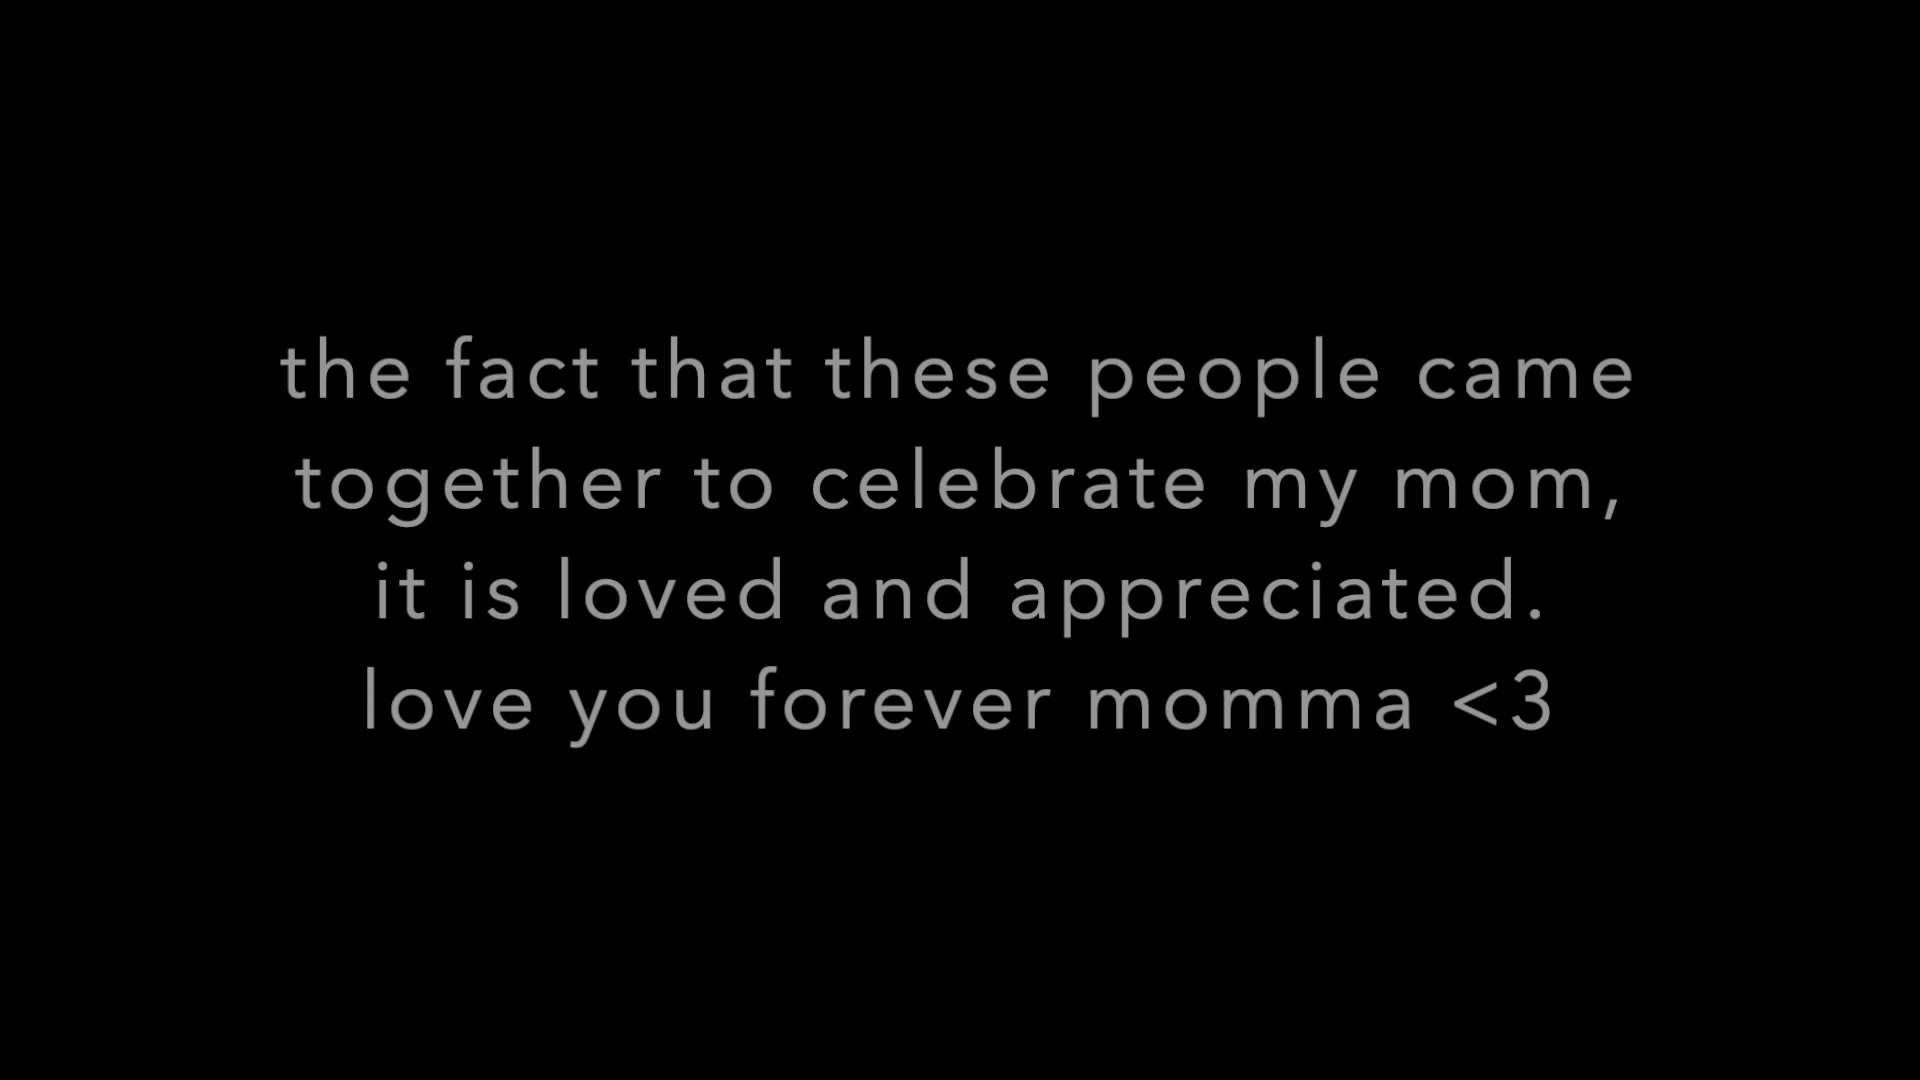 the fact that these people came
together to celebrate my mom,
it is loved and appreciated.
love you forever momma <3